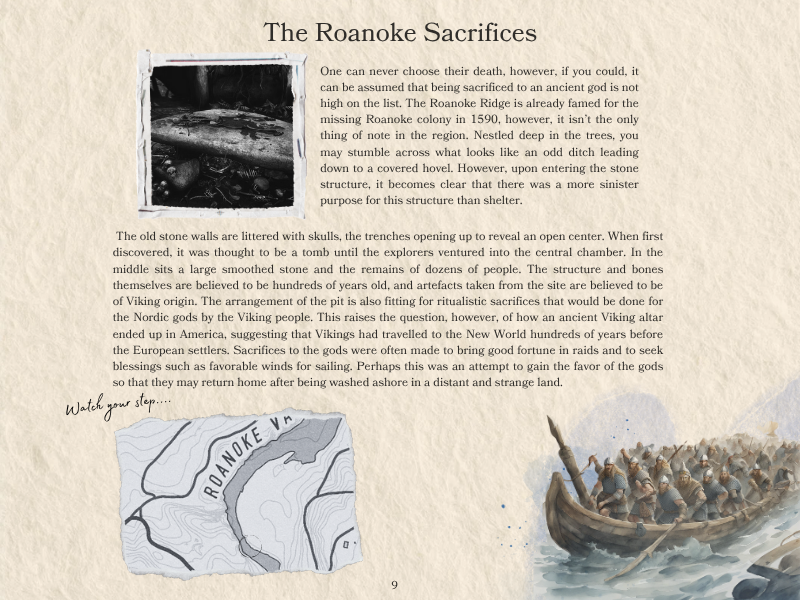 The Roanoke Sacrifices
One can never choose their death, however, if you could, it
can be assumed that being sacrificed to an ancient god is not
high on the list. The Roanoke Ridge is already famed for the
missing Roanoke colony in 1590, however, it isn't the only
thing of note in the region. Nestled deep in the trees, you
may stumble across what looks like an odd ditch leading
down to a covered hovel. However, upon entering the stone
structure, it becomes clear that there was a more sinister
purpose for this structure than shelter.
The old stone walls are littered with skulls, the trenches opening up to reveal an open center. When first
discovered, it was thought to be a tomb until the explorers ventured into the central chamber. In the
middle sits a large smoothed stone and the remains of dozens of people. The structure and bones
themselves are believed to be hundreds of years old, and artefacts taken from the site are believed to be
of Viking origin. The arrangement of the pit is also fitting for ritualistic sacrifices that would be done for
the Nordic gods by the Viking people. This raises the question, however, of how an ancient Viking altar
ended up in America, suggesting that Vikings had travelled to the New World hundreds of years before
the European settlers. Sacrifices to the gods were often made to bring good fortune in raids and to seek
blessings such as favorable winds for sailing. Perhaps this was an attempt to gain the favor of the gods
so that they may return home after being washed ashore in a distant and strange land.
Watch your step....
ROANOKE VA
9